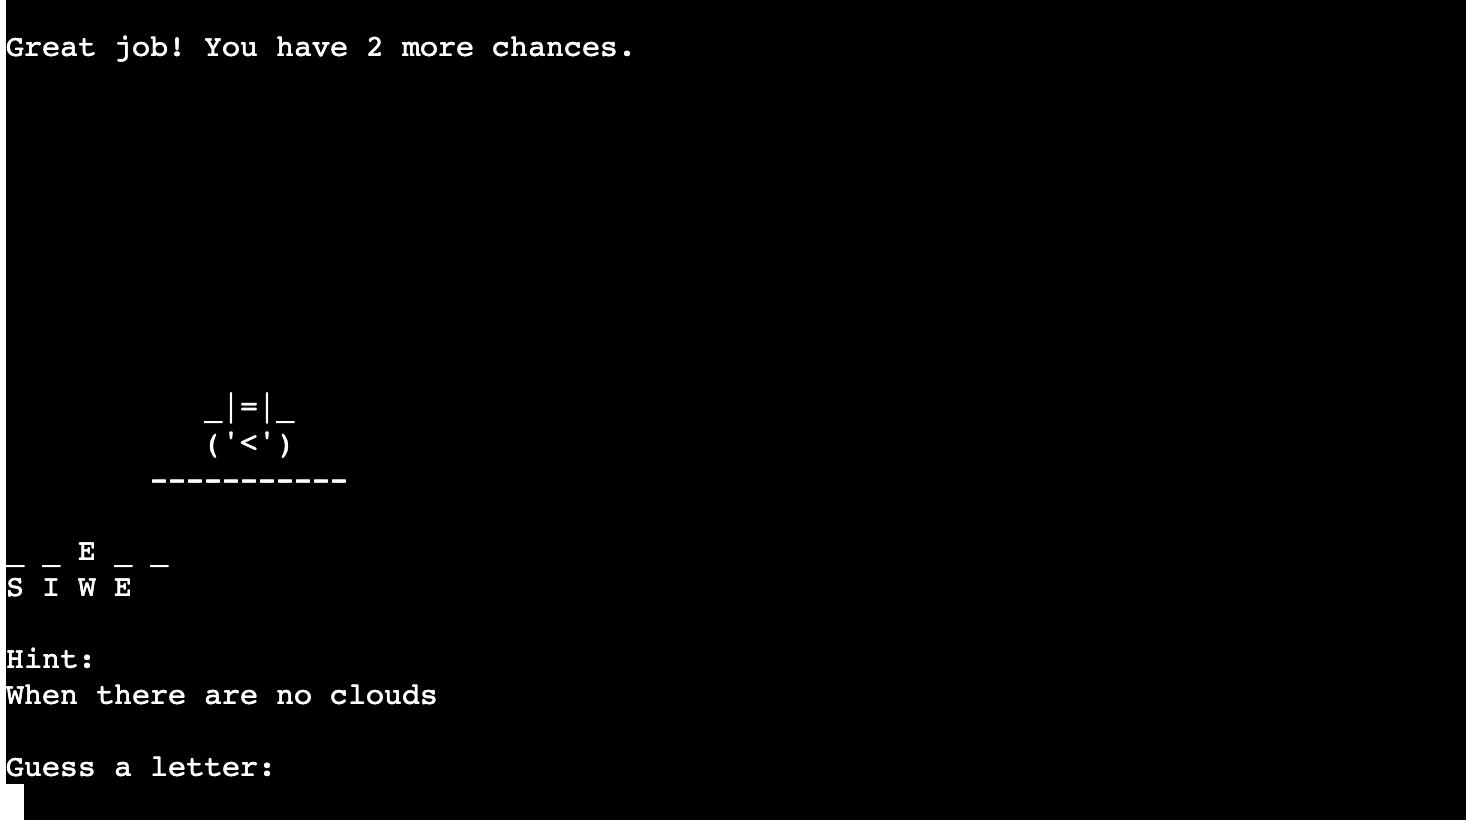 Great job! You have 2 more chances.
_|=|_
('<')
-----------
_ _ E _ _
S I W E
Hint:
When there are no clouds
Guess a letter: